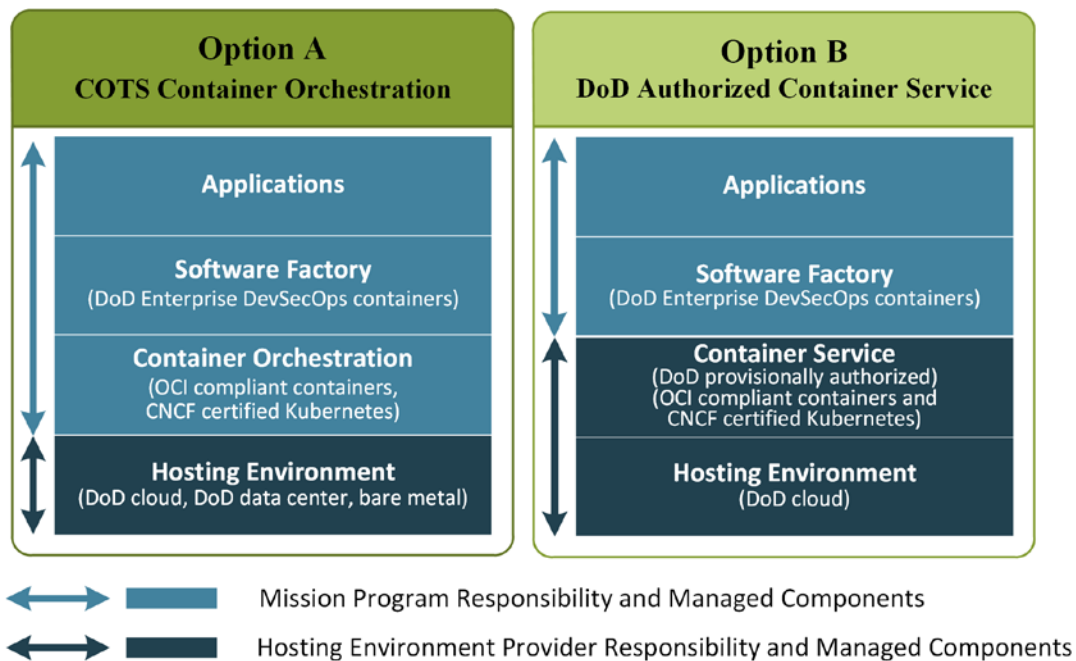 Option A
COTS Container Orchestration
Applications
Software Factory
(DoD Enterprise DevSecOps containers)
Container Orchestration
(OCI compliant containers,
CNCF certified Kubernetes)
Hosting Environment
(DoD cloud, DoD data center, bare metal)
Option B
DoD Authorized Container Service
Applications
Software Factory
(DoD Enterprise DevSecOps containers)
Container Service
(DoD provisionally authorized)
(OCI compliant containers and
CNCF certified Kubernetes)
Hosting Environment
(DoD cloud)
Mission Program Responsibility and Managed Components
Hosting Environment Provider Responsibility and Managed Components